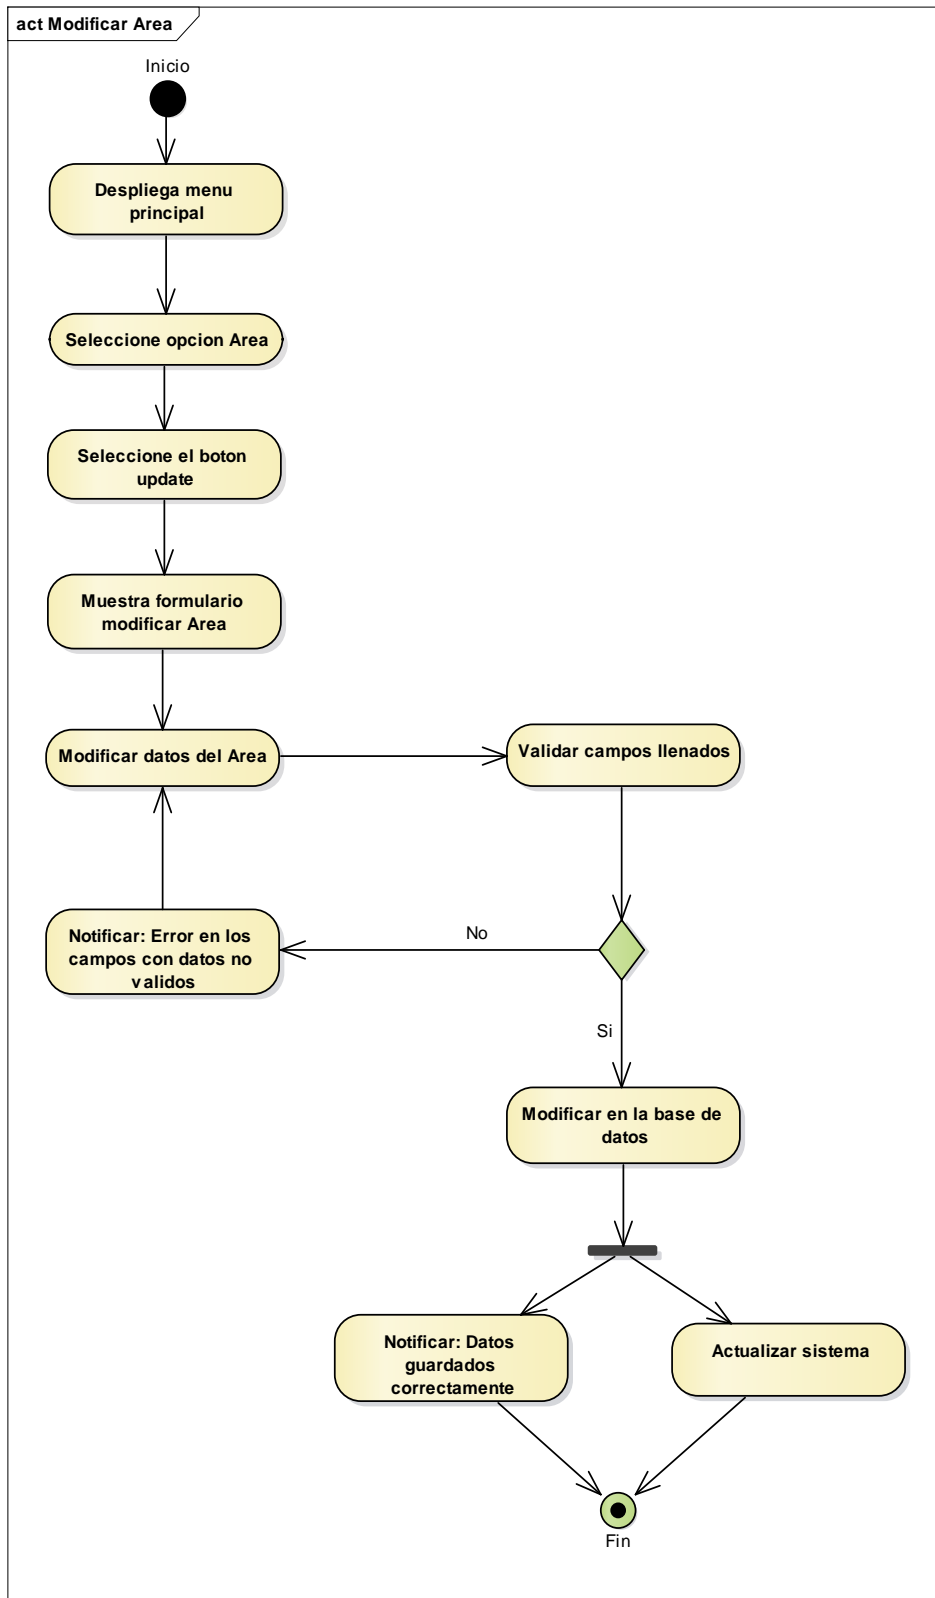 act Modificar Area
Inicio
Despliega menu
principal
Seleccione opcion Area
Seleccione el boton
update
Muestra formulario
modificar Area
Modificar datos del Area
Validar campos llenados
Notificar: Error en los
campos con datos no
validos
No
Si
Modificar en la base de
datos
Notificar: Datos
guardados
correctamente
Actualizar sistema
Fin